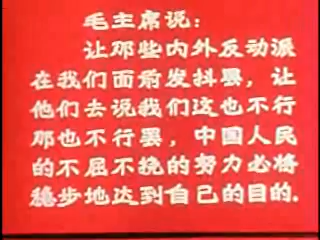 毛主席说：
让那些内外反动派
在我们面前发抖罢，让
他们去说我们这也不行
那也不行罢，中国人民
的不屈不挠的努力必将
稳步地达到自己的目的.